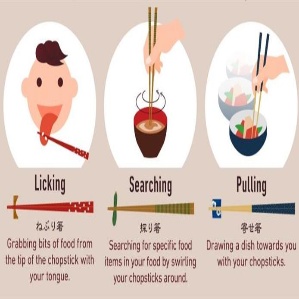 Licking
Searching
Pulling
ねぶり箸
探り箸
寄せ箸
Grabbing bits of food from
the tip of the chopstick with
your tongue.
Searching for specific food
items in your food by swirling
your chopsticks around.
Drawing a dish towards you
with your chopsticks.